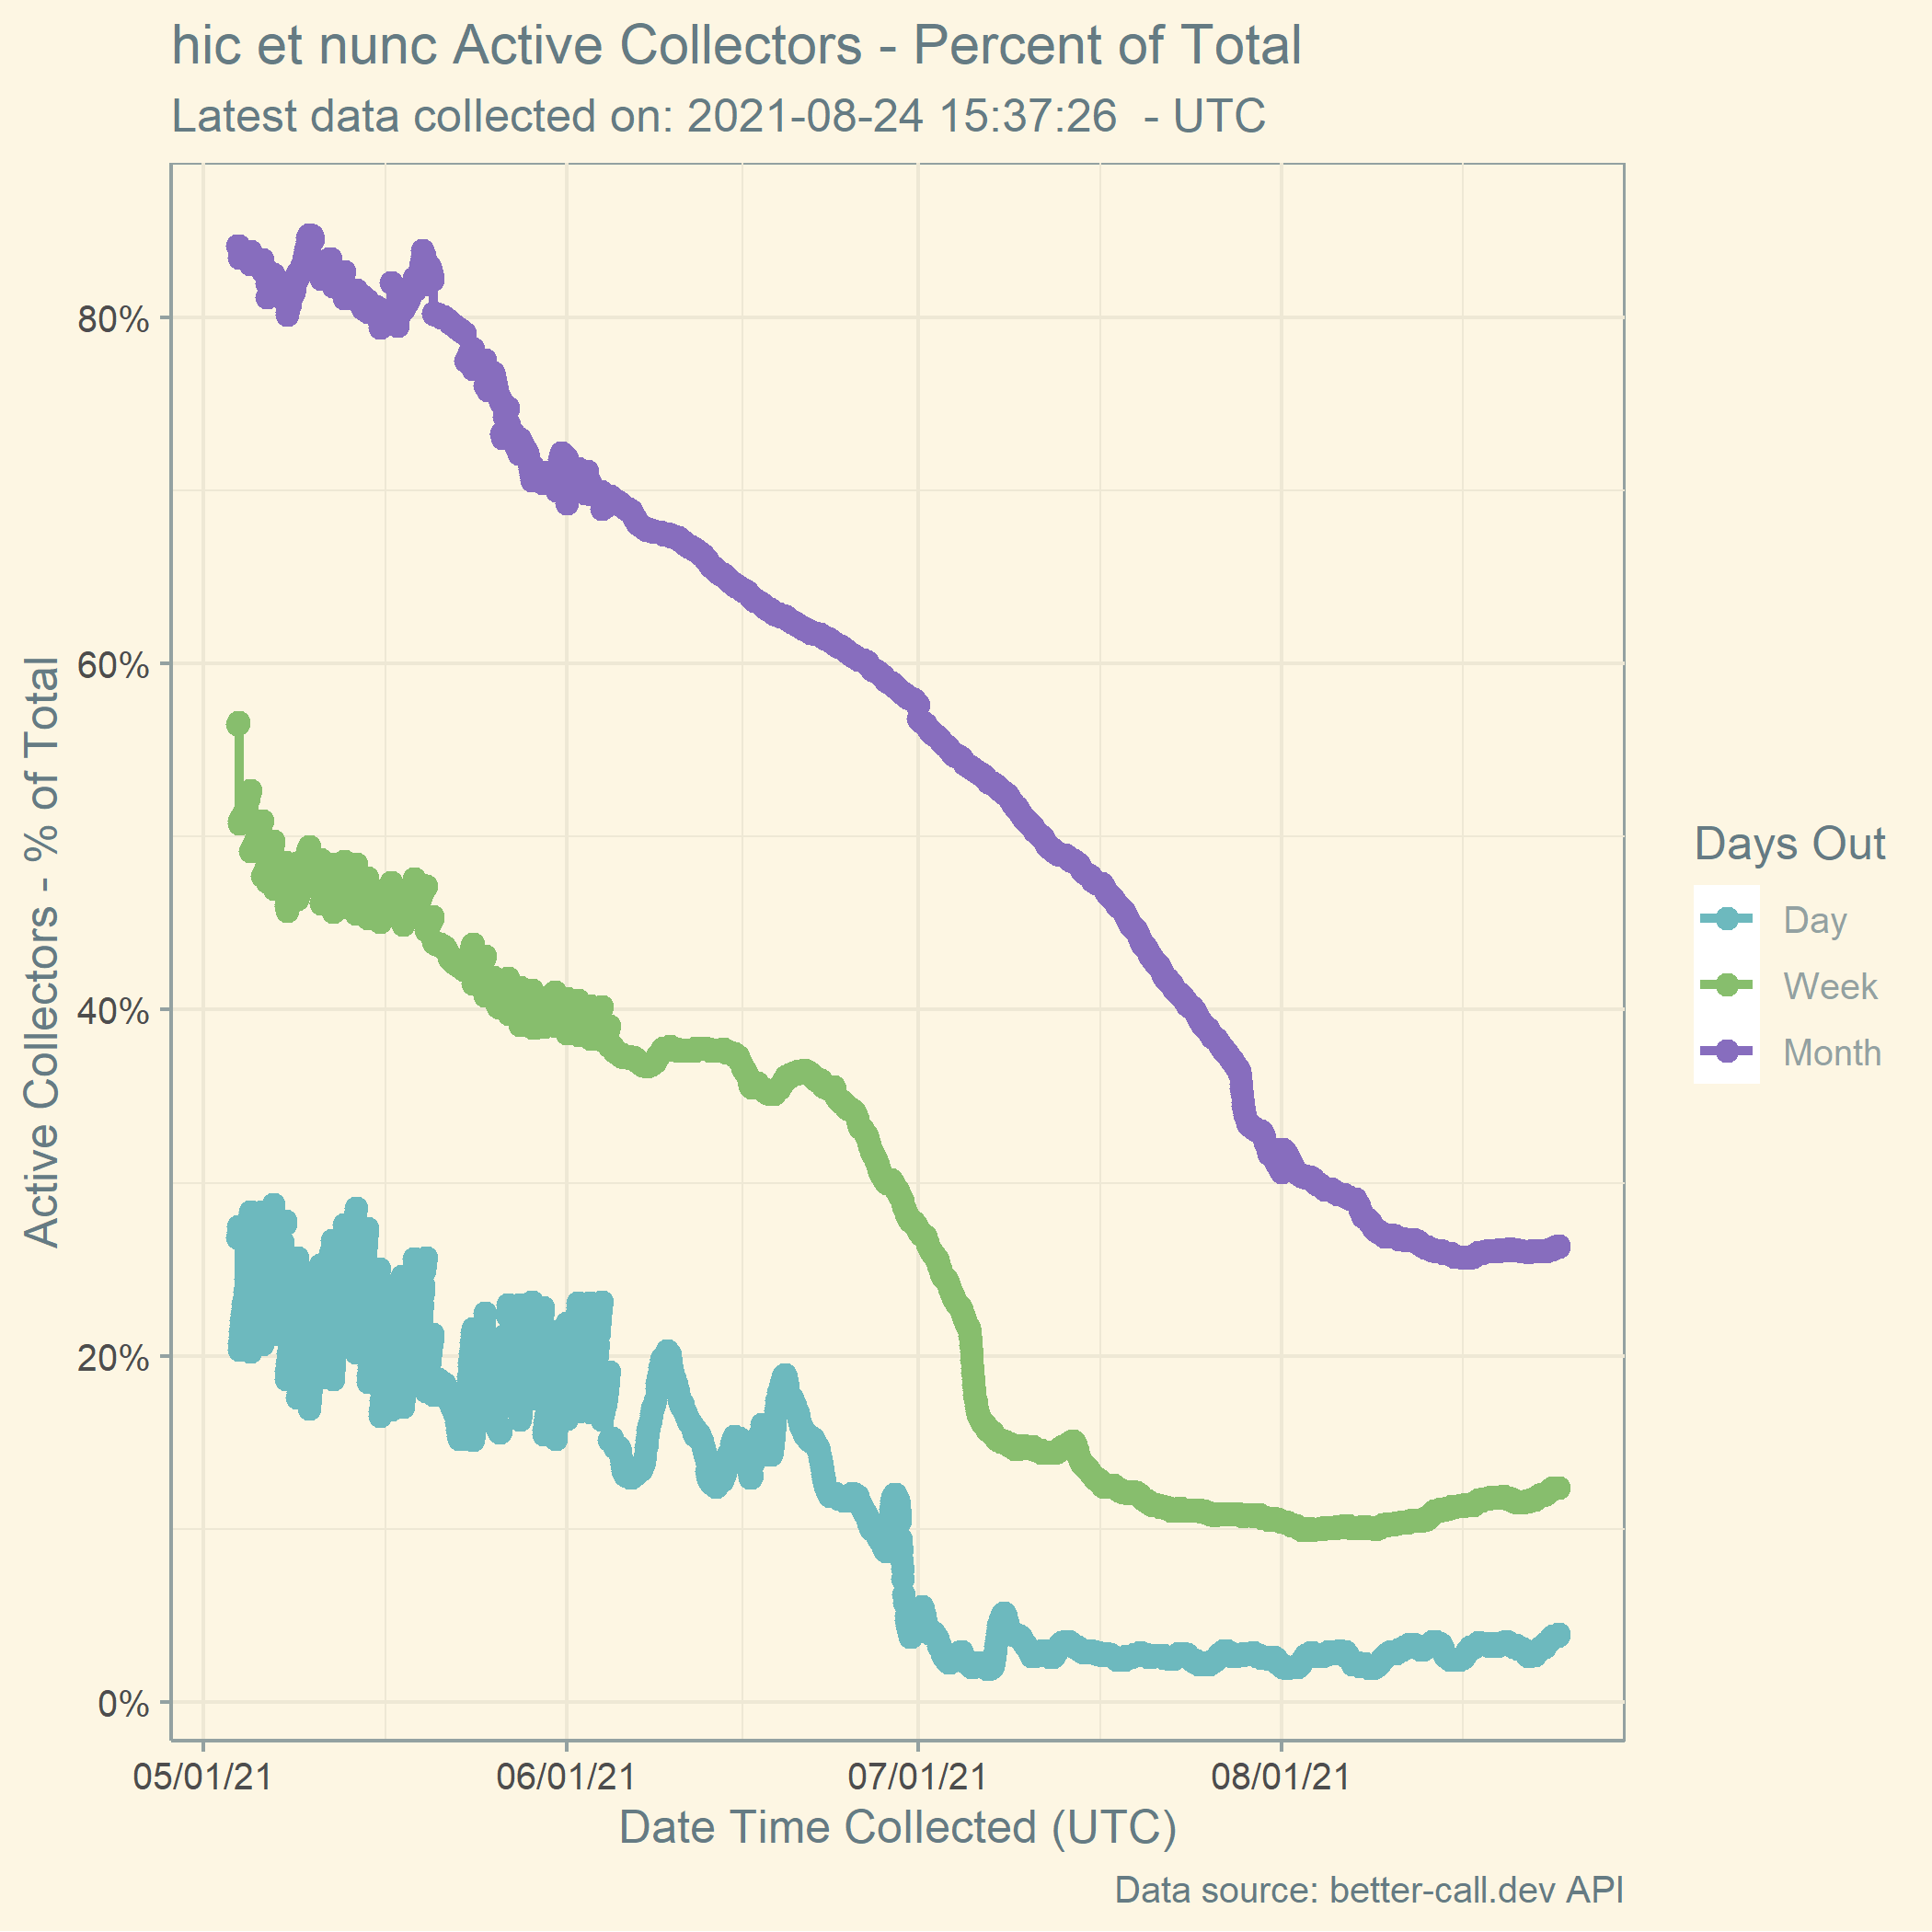 hic et nunc Active Collectors - Percent of Total
Latest data collected on: 2021-08-24 15:37:26  - UTC
Active Collectors - % of Total
80%
60%
40%
20%
0%
05/01/21
06/01/21
07/01/21
08/01/21
Date Time Collected (UTC)
Days Out
Day
Week
Month
Data source: better-call.dev API